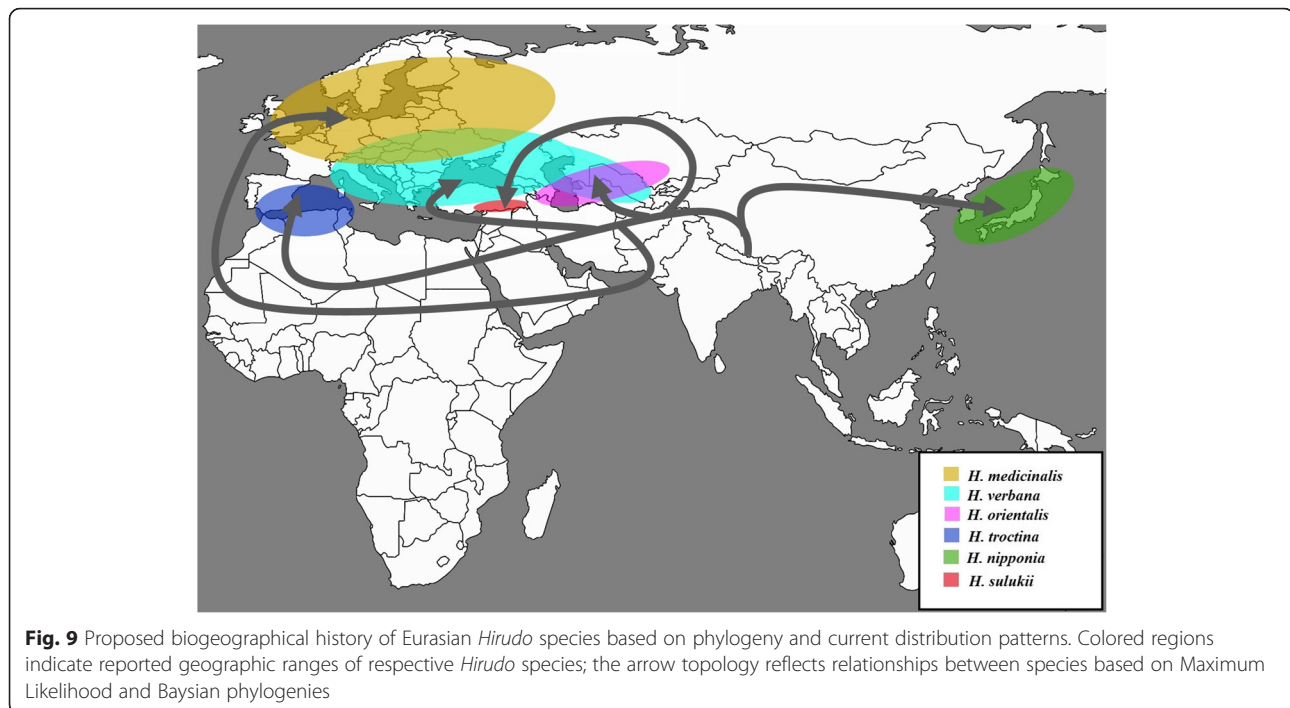 H. medicinalis
H. verbana
H. orientalis
H. troctina
H. nipponia
H. sulukii
Fig. 9 Proposed biogeographical history of Eurasian Hirudo species based on phylogeny and current distribution patterns. Colored regions
indicate reported geographic ranges of respective Hirudo species; the arrow topology reflects relationships between species based on Maximum
Likelihood and Baysian phylogenies